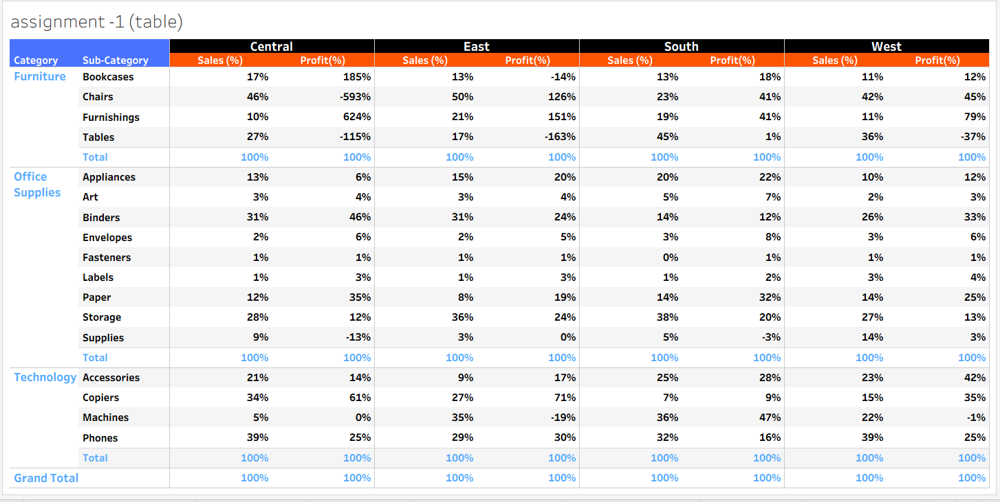 assignment -1 (table)
Central East South West
Category Sub-Category Sales (%) Profit(%) Sales (%) Profit(%) Sales (%) Profit(%) Sales (%) Profit(%)
Furniture Bookcases 17% 185% 13% -14% 13% 18% 11% 12%
Chairs 46% -593% 50% 126% 23% 41% 42% 45%
Furnishings 10% 624% 21% 151% 19% 41% 11% 79%
Tables 27% -115% 17% -163% 45% 1% 36% -37%
Total 100% 100% 100% 100% 100% 100% 100% 100%
Office Appliances 13% 6% 15% 20% 20% 22% 10% 12%
Supplies Art 3% 4% 3% 4% 5% 7% 2% 3%
Binders 31% 46% 31% 24% 14% 12% 26% 33%
Envelopes 2% 6% 2% 5% 3% 8% 3% 6%
Fasteners 1% 1% 1% 1% 0% 1% 1% 1%
Labels 1% 3% 1% 3% 1% 2% 3% 4%
Paper 12% 35% 8% 19% 14% 32% 14% 25%
Storage 28% 12% 36% 24% 38% 20% 27% 13%
Supplies 9% -13% 3% 0% 5% -3% 14% 3%
Total 100% 100% 100% 100% 100% 100% 100% 100%
Technology Accessories 21% 14% 9% 17% 25% 28% 23% 42%
Copiers 34% 61% 27% 71% 7% 9% 15% 35%
Machines 5% 0% 35% -19% 36% 47% 22% -1%
Phones 39% 25% 29% 30% 32% 16% 39% 25%
Total 100% 100% 100% 100% 100% 100% 100% 100%
Grand Total 100% 100% 100% 100% 100% 100% 100% 100%